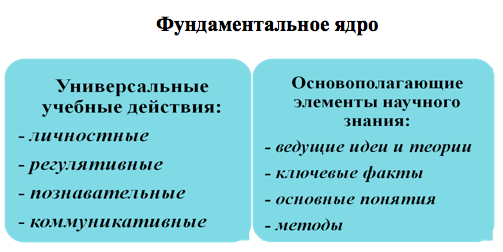 Фундаментальное ядро
Универсальные
учебные действия:
- личностные
- регулятивные
- познавательные
- коммуникативные
Основополагающие
элементы научного
знания:
- ведущие идеи и теории
- ключевые факты
- основные понятия
- методы